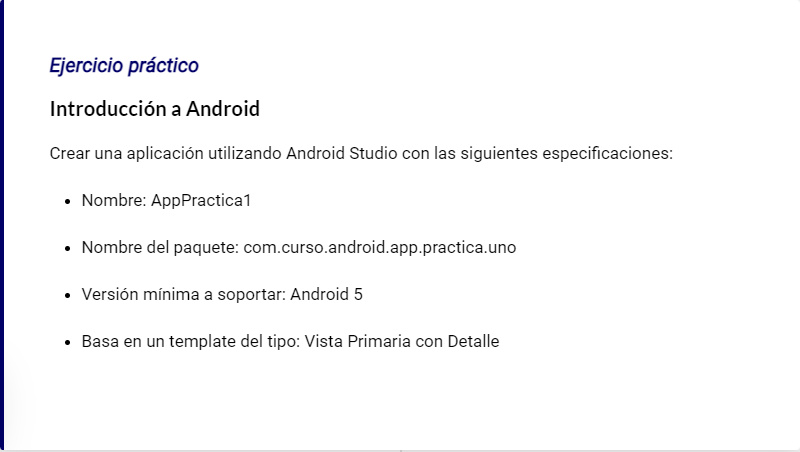 Ejercicio práctico
Introducción a Android
Crear una aplicación utilizando Android Studio con las siguientes especificaciones:
• Nombre: AppPractica1
• Nombre del paquete: com.curso.android.app.practica.uno
• Versión mínima a soportar: Android 5
• Basa en un template del tipo: Vista Primaria con Detalle